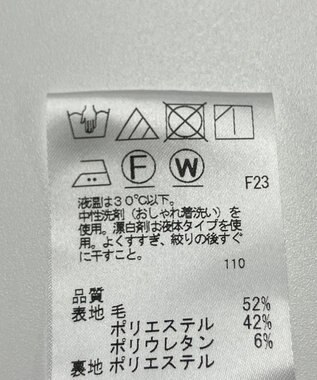 F W
F23
液温は30℃以下。
中性洗剤（おしゃれ着洗い）を
使用。漂白剤は液体タイプを使
用。よくすすぎ、絞りの後すぐ
に干すこと。
110
品質
表地 毛 52%
ポリエステル 42%
ポリウレタン 6%
裏地 ポリエステル